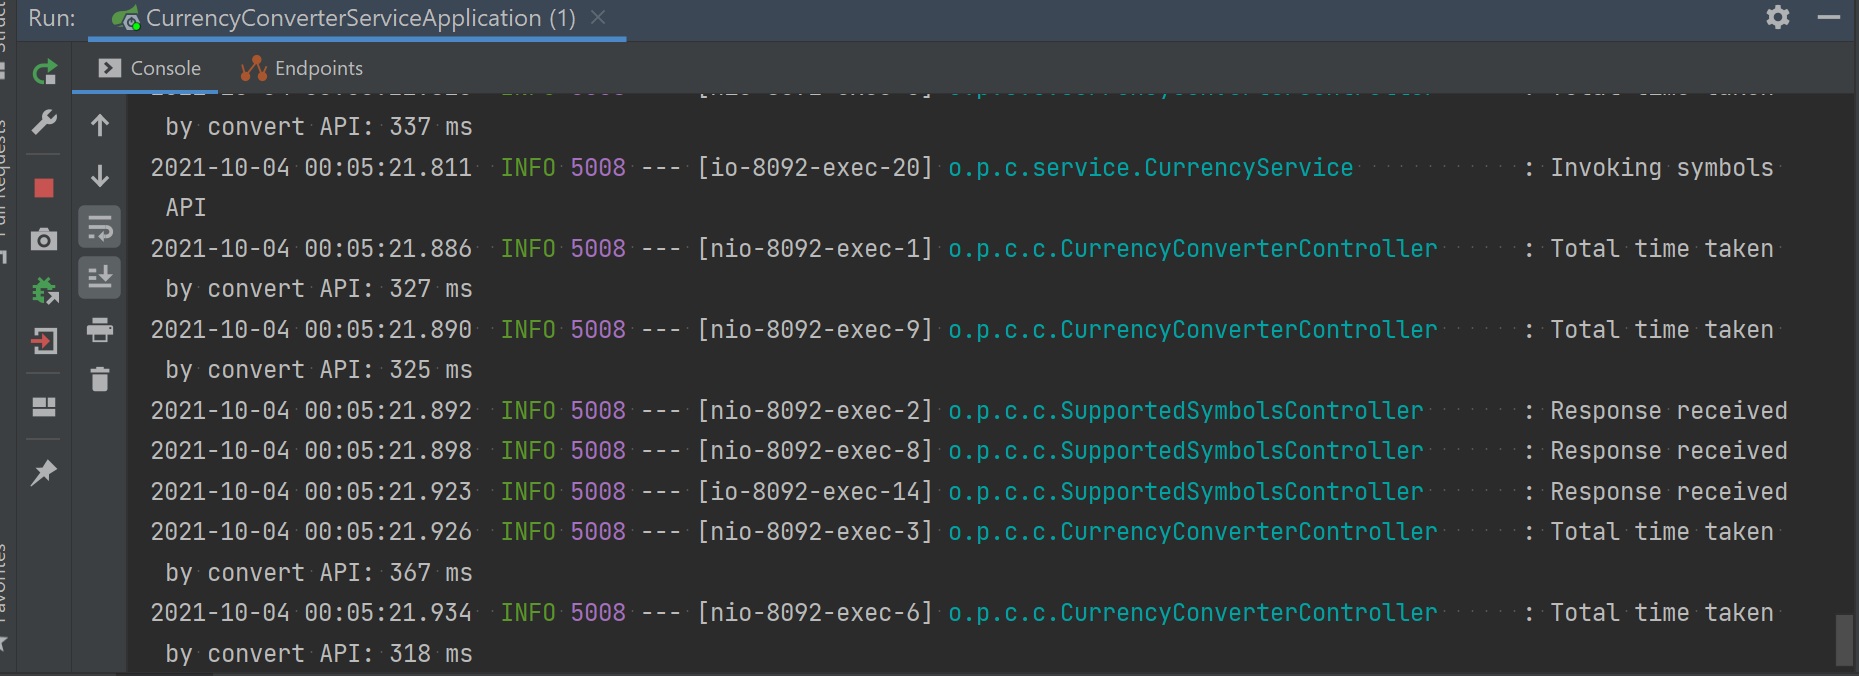 Run: CurrencyConverterServiceApplication (1)
Console Endpoints
by convert API: 337 ms
2021-10-04 00:05:21.811  INFO 5008 --- [io-8092-exec-20] o.p.c.service.CurrencyService            : Invoking symbols
API
2021-10-04 00:05:21.886  INFO 5008 --- [nio-8092-exec-1] o.p.c.c.CurrencyConverterController      : Total time taken
by convert API: 327 ms
2021-10-04 00:05:21.890  INFO 5008 --- [nio-8092-exec-9] o.p.c.c.CurrencyConverterController      : Total time taken
by convert API: 325 ms
2021-10-04 00:05:21.892  INFO 5008 --- [nio-8092-exec-2] o.p.c.c.SupportedSymbolsController       : Response received
2021-10-04 00:05:21.898  INFO 5008 --- [nio-8092-exec-8] o.p.c.c.SupportedSymbolsController       : Response received
2021-10-04 00:05:21.923  INFO 5008 --- [io-8092-exec-14] o.p.c.c.SupportedSymbolsController       : Response received
2021-10-04 00:05:21.926  INFO 5008 --- [nio-8092-exec-3] o.p.c.c.CurrencyConverterController      : Total time taken
by convert API: 367 ms
2021-10-04 00:05:21.934  INFO 5008 --- [nio-8092-exec-6] o.p.c.c.CurrencyConverterController      : Total time taken
by convert API: 318 ms